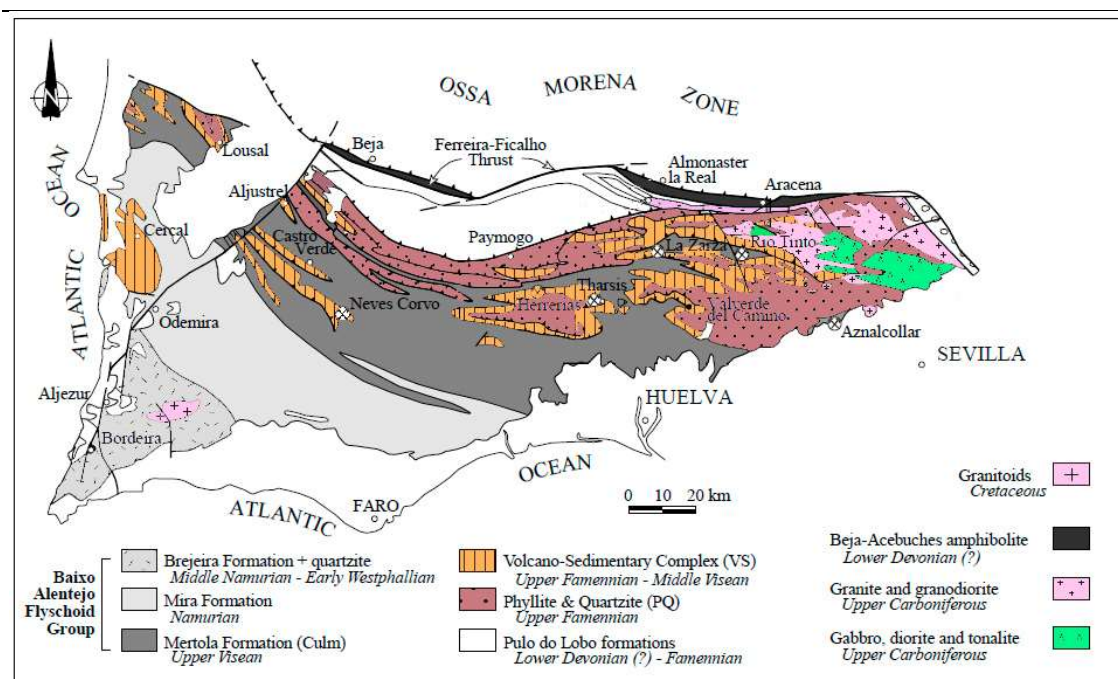 OSSA MORENA ZONE
N
Beja
Ferreira-Ficalho
Thrust
Almonaster
la Real
Aracena
Lousal
OCEAN
Aljustrel
Cercal
Castro
Verde
Paymogo
La Zarza
Rio Tinto
Tharsis
Neves Corvo
Herrerias
Valverde
del Camino
Odemira
Aznalcollar
ATLANTIC
SEVILLA
Aljezur
HUELVA
Bordeira
OCEAN
ATLANTIC
FARO
0 10 20 km
Granitoids
Cretaceous
Beja-Acebuches amphibolite
Lower Devonian (?)
Granite and granodiorite
Upper Carboniferous
Gabbro, diorite and tonalite
Upper Carboniferous
Baixo
Alentejo
Flyschoid
Group
Brejeira Formation + quartzite
Middle Namurian - Early Westphallian
Mira Formation
Namurian
Mertola Formation (Culm)
Upper Visean
Volcano-Sedimentary Complex (VS)
Upper Famennian - Middle Visean
Phyllite & Quartzite (PQ)
Upper Famennian
Pulo do Lobo formations
Lower Devonian (?) - Famennian